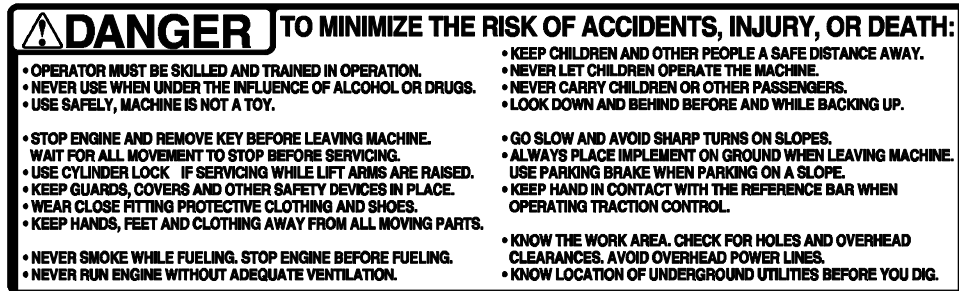 DANGER TO MINIMIZE THE RISK OF ACCIDENTS, INJURY, OR DEATH:
• OPERATOR MUST BE SKILLED AND TRAINED IN OPERATION.
• NEVER USE WHEN UNDER THE INFLUENCE OF ALCOHOL OR DRUGS.
• USE SAFELY, MACHINE IS NOT A TOY.
• STOP ENGINE AND REMOVE KEY BEFORE LEAVING MACHINE.
WAIT FOR ALL MOVEMENT TO STOP BEFORE SERVICING.
• USE CYLINDER LOCK IF SERVICING WHILE LIFT ARMS ARE RAISED.
• KEEP GUARDS, COVERS AND OTHER SAFETY DEVICES IN PLACE.
• WEAR CLOSE FITTING PROTECTIVE CLOTHING AND SHOES.
• KEEP HANDS, FEET AND CLOTHING AWAY FROM ALL MOVING PARTS.
• NEVER SMOKE WHILE FUELING. STOP ENGINE BEFORE FUELING.
• NEVER RUN ENGINE WITHOUT ADEQUATE VENTILATION.
• KEEP CHILDREN AND OTHER PEOPLE A SAFE DISTANCE AWAY.
• NEVER LET CHILDREN OPERATE THE MACHINE.
• NEVER CARRY CHILDREN OR OTHER PASSENGERS.
• LOOK DOWN AND BEHIND BEFORE AND WHILE BACKING UP.
• GO SLOW AND AVOID SHARP TURNS ON SLOPES.
• ALWAYS PLACE IMPLEMENT ON GROUND WHEN LEAVING MACHINE.
USE PARKING BRAKE WHEN PARKING ON A SLOPE.
• KEEP HAND IN CONTACT WITH THE REFERENCE BAR WHEN
OPERATING TRACTION CONTROL.
• KNOW THE WORK AREA. CHECK FOR HOLES AND OVERHEAD
CLEARANCES. AVOID OVERHEAD POWER LINES.
• KNOW LOCATION OF UNDERGROUND UTILITIES BEFORE YOU DIG.